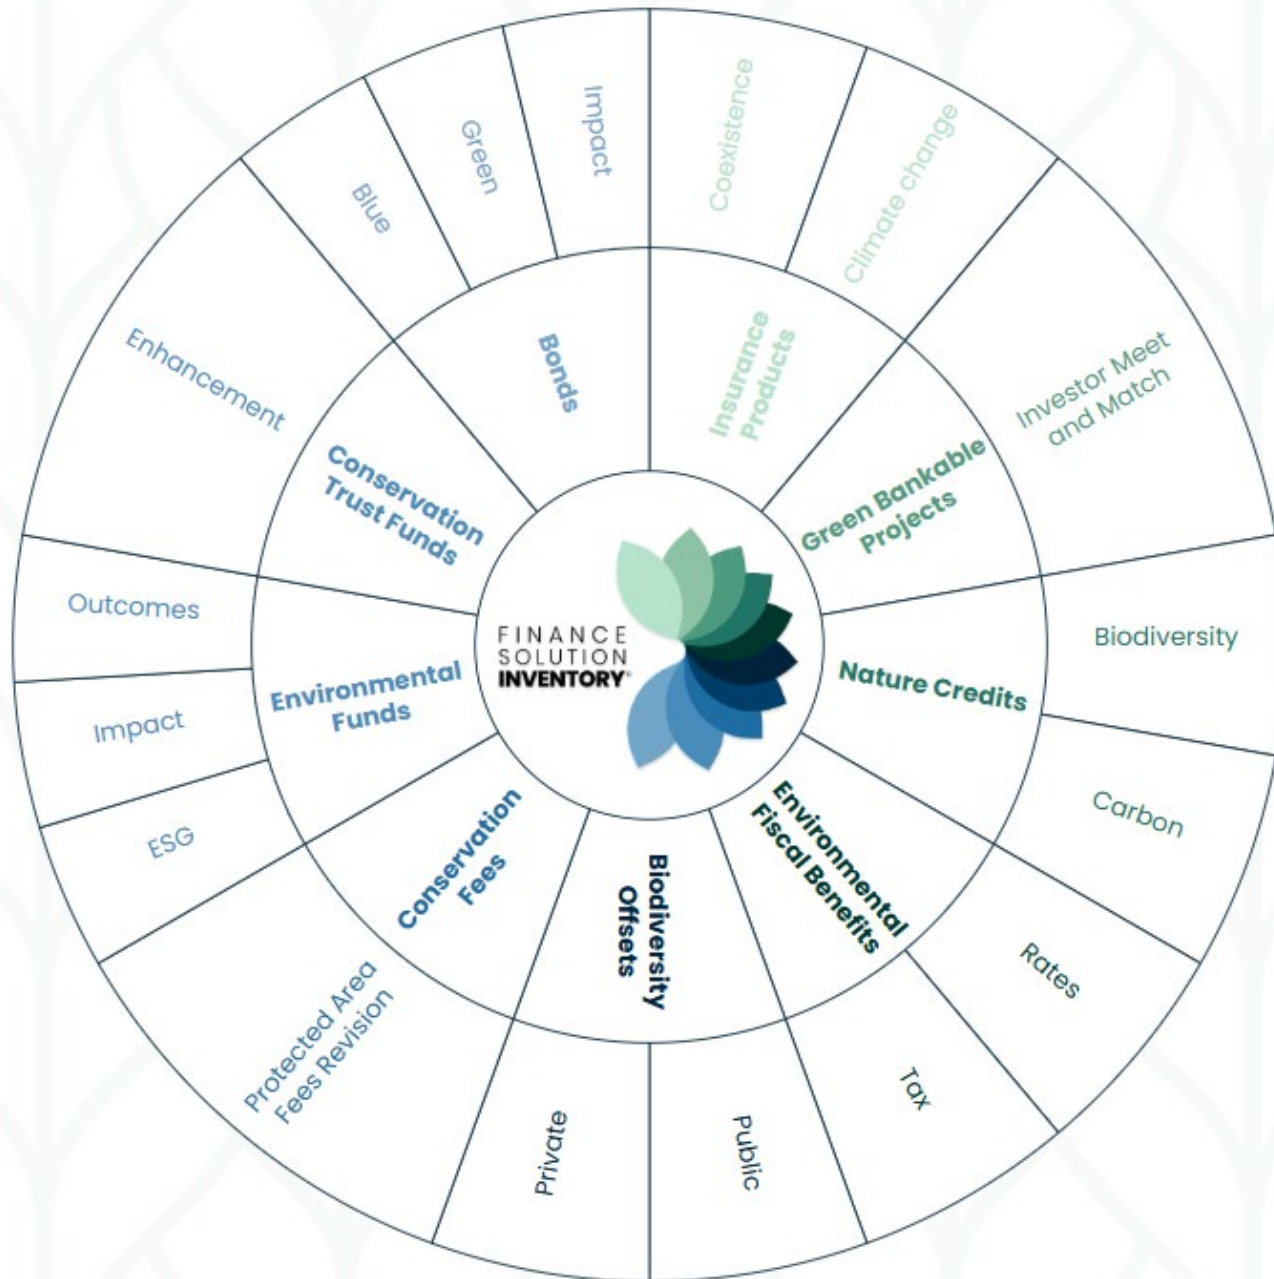 FINANCE
SOLUTION
INVENTORY®
Insurance
Products
Coexistence
Climate change
Green Bankable
Projects
Investor Meet
and Match
Nature Credits
Biodiversity
Carbon
Environmental
Fiscal Benefits
Rates
Tax
Biodiversity
Offsets
Public
Private
Conservation
Fees
Protected Area
Fees Revision
Environmental
Funds
ESG
Impact
Outcomes
Conservation
Trust Funds
Enhancement
Bonds
Blue
Green
Impact